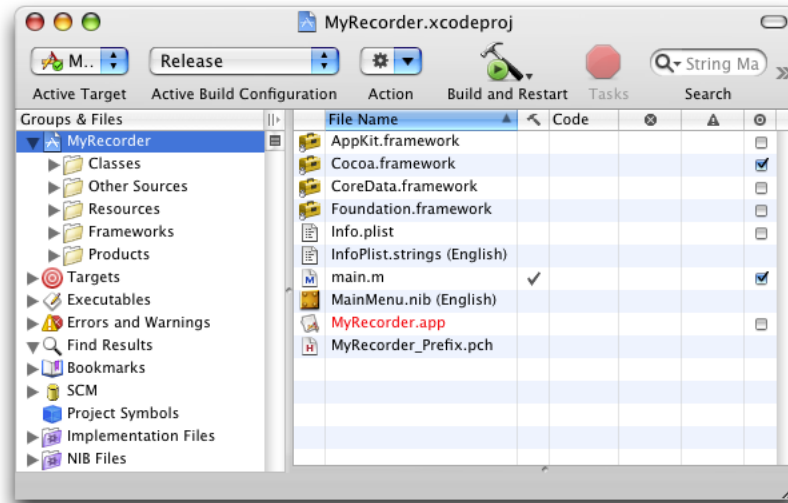 MyRecorder.xcodeproj
M.. Release String Ma
Active Target Active Build Configuration Action Build and Restart Tasks Search
Groups & Files File Name Code
MyRecorder AppKit.framework
Classes Cocoa.framework
Other Sources CoreData.framework
Resources Foundation.framework
Frameworks Info.plist
Products InfoPlist.strings (English)
Targets main.m
Executables MainMenu.nib (English)
Errors and Warnings MyRecorder.app
Find Results MyRecorder_Prefix.pch
Bookmarks
SCM
Project Symbols
Implementation Files
NIB Files